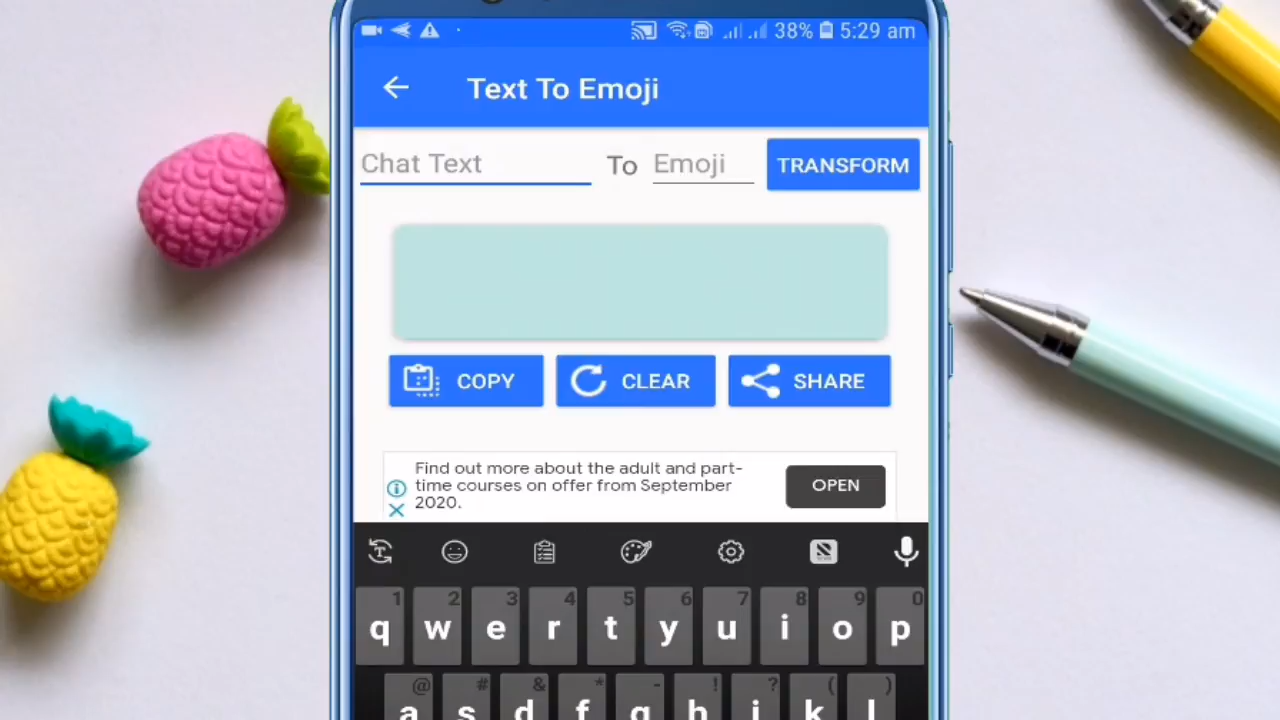 38% 5:29 am
Text To Emoji
Chat Text To Emoji TRANSFORM
COPY CLEAR SHARE
Find out more about the adult and part-
time courses on offer from September
2020.
OPEN
1 2 3 4 5 6 7 8 9 0
q w e r t y u i o p
@ # & * - ! ? ( )
a s d f g h j k l